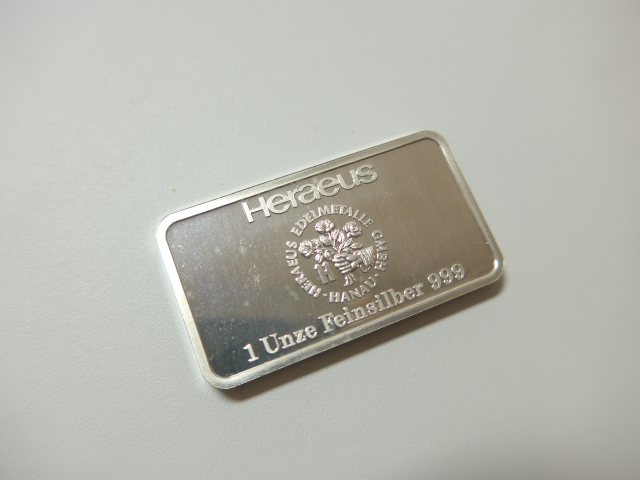 Heraeus
HERAEUS EDELMETALLE GMBH · HANAU ·
1 Unze Feinsilber 999